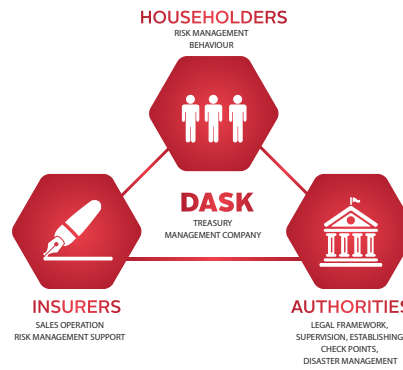 HOUSEHOLDERS
RISK MANAGEMENT
BEHAVIOUR
DASK
TREASURY
MANAGEMENT COMPANY
INSURERS
SALES OPERATION
RISK MANAGEMENT SUPPORT
AUTHORITIES
LEGAL FRAMEWORK,
SUPERVISION, ESTABLISHING
CHECK POINTS,
DISASTER MANAGEMENT